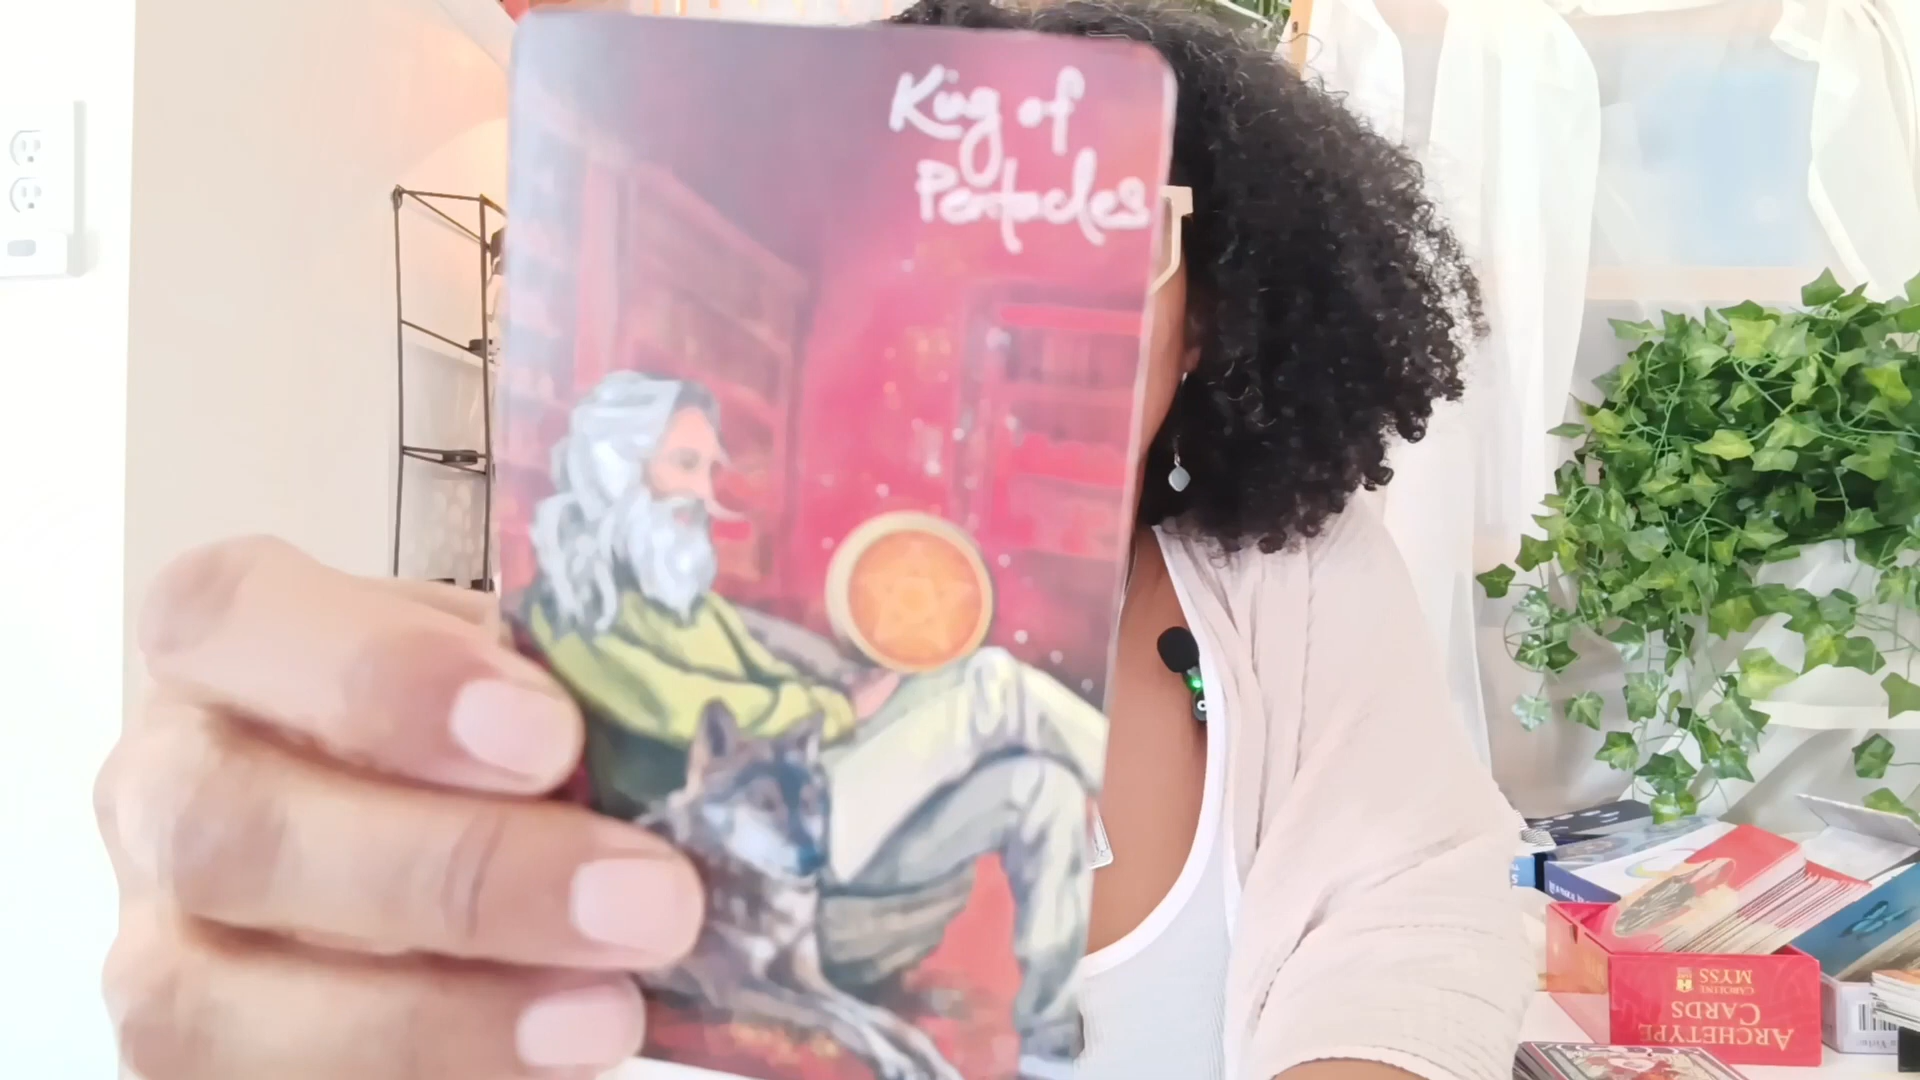 King of
Pentacles
CAROLINE
MYSS
ARCHETYPE
CARDS